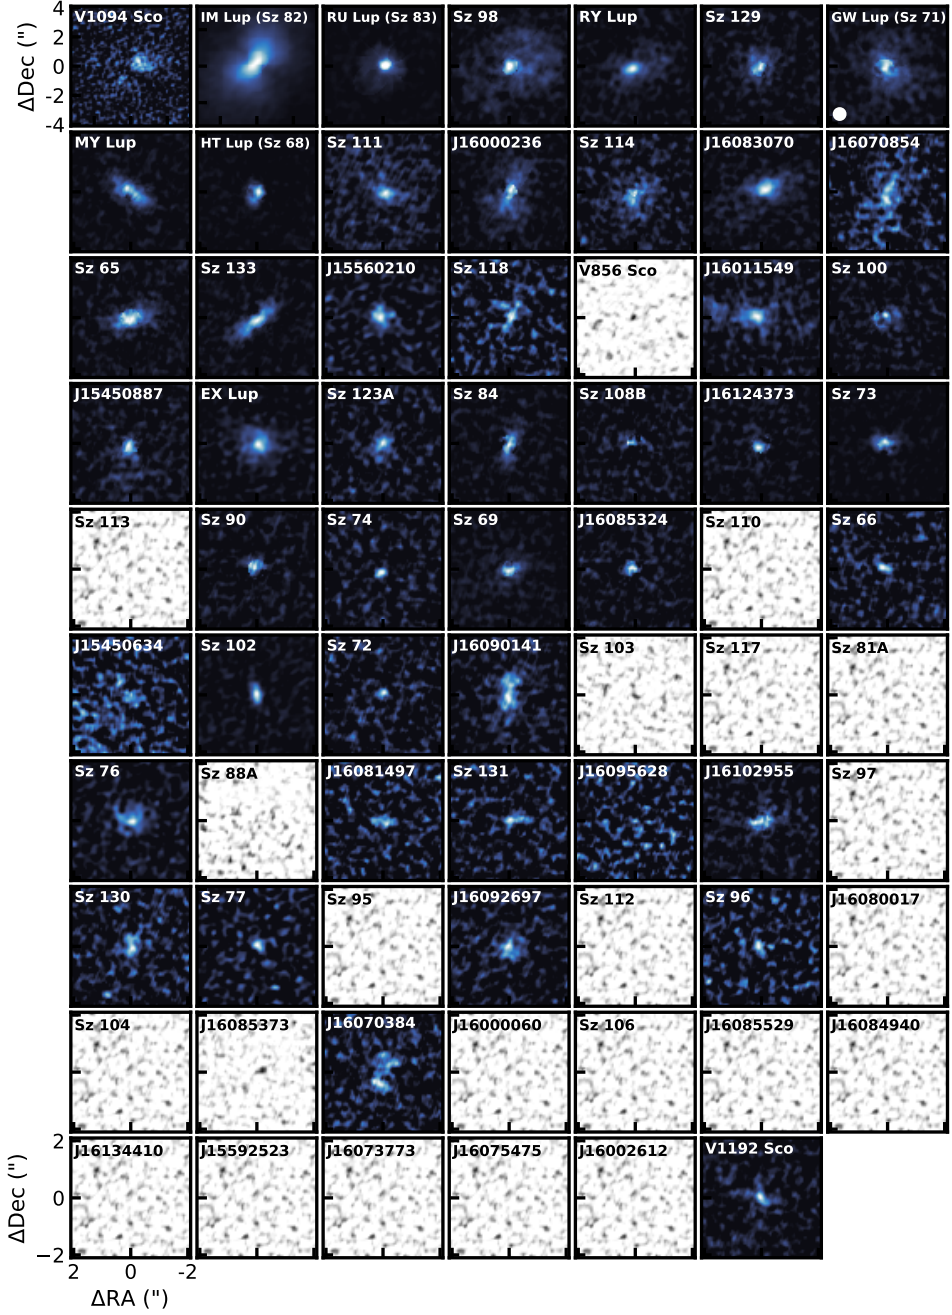 V1094 Sco IM Lup (Sz 82) RU Lup (Sz 83) Sz 98 RY Lup Sz 129 GW Lup (Sz 71)
4
2
0
-2
-4
ΔDec (")
MY Lup HT Lup (Sz 68) Sz 111 J16000236 Sz 114 J16083070 J16070854
Sz 65 Sz 133 J15560210 Sz 118 V856 Sco J16011549 Sz 100
J15450887 EX Lup Sz 123A Sz 84 Sz 108B J16124373 Sz 73
Sz 113 Sz 90 Sz 74 Sz 69 J16085324 Sz 110 Sz 66
J15450634 Sz 102 Sz 72 J16090141 Sz 103 Sz 117 Sz 81A
Sz 76 Sz 88A J16081497 Sz 131 J16095628 J16102955 Sz 97
Sz 130 Sz 77 Sz 95 J16092697 Sz 112 Sz 96 J16080017
Sz 104 J16085373 J16070384 J16000060 Sz 106 J16085529 J16084940
J16134410 J15592523 J16073773 J16075475 J16002612 V1192 Sco
2
0
−2
ΔDec (")
2 0 -2
ΔRA (")